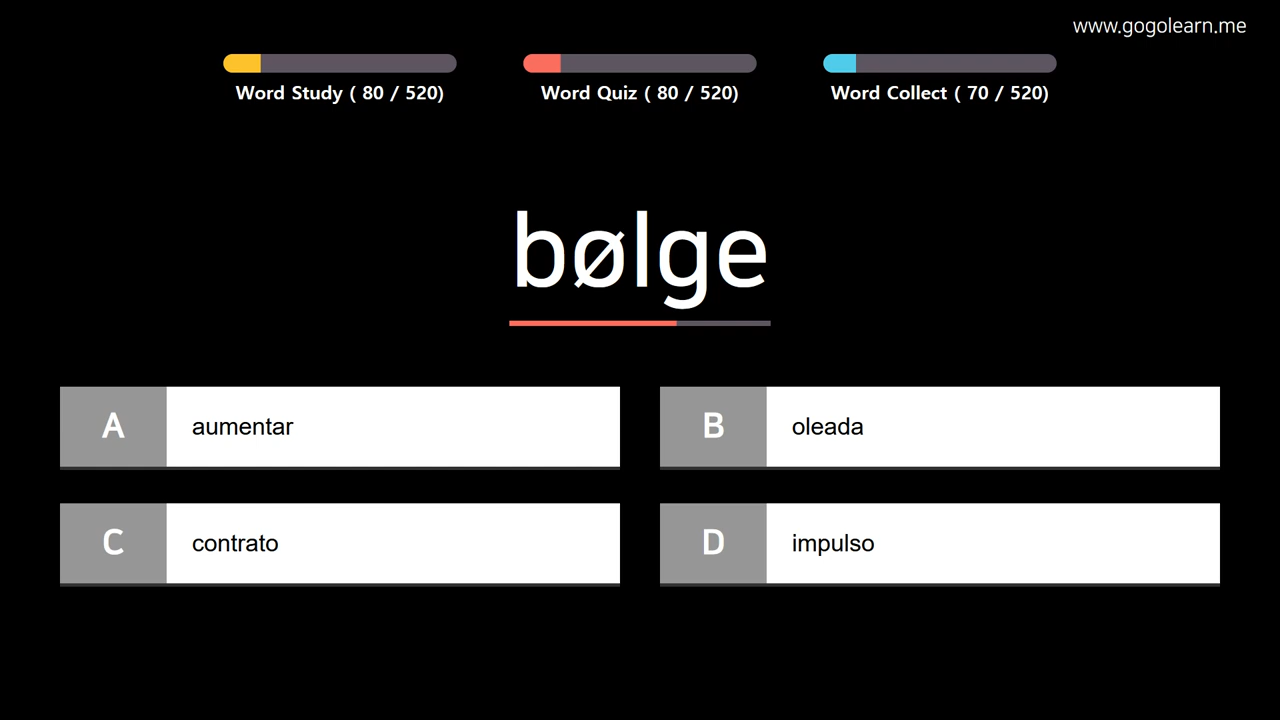 www.gogolearn.me
Word Study ( 80 / 520)
Word Quiz ( 80 / 520)
Word Collect ( 70 / 520)
bølge
A aumentar
B oleada
C contrato
D impulso